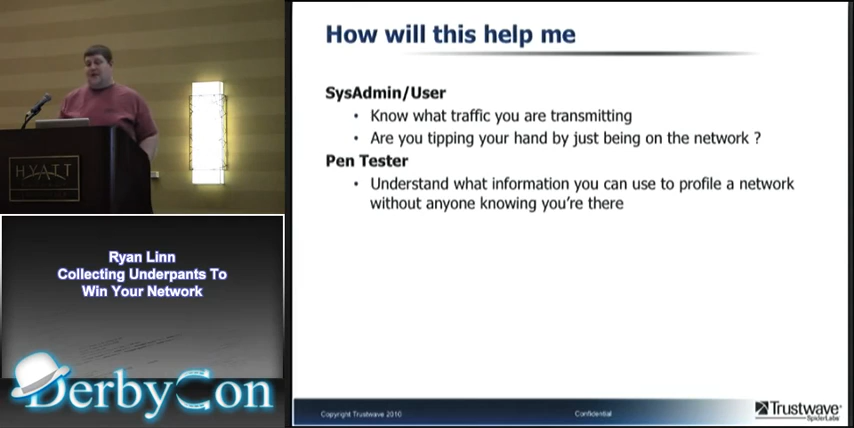 How will this help me
SysAdmin/User
• Know what traffic you are transmitting
• Are you tipping your hand by just being on the network ?
Pen Tester
• Understand what information you can use to profile a network
without anyone knowing you're there
HYATT
Ryan Linn
Collecting Underpants To
Win Your Network
DerbyCon
Copyright Trustwave 2010
Confidential
Trustwave®
SpiderLabs